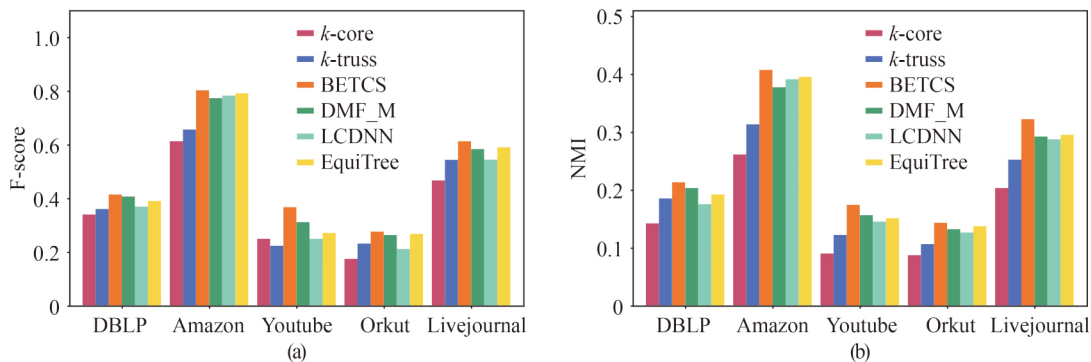 1.0
0.8
0.6
0.4
0.2
0
F-score
k-core
k-truss
BETCS
DMF_M
LCDNN
EquiTree
DBLP Amazon Youtube Orkut Livejournal
(a)
0.5
0.4
0.3
0.2
0.1
0
NMI
k-core
k-truss
BETCS
DMF_M
LCDNN
EquiTree
DBLP Amazon Youtube Orkut Livejournal
(b)